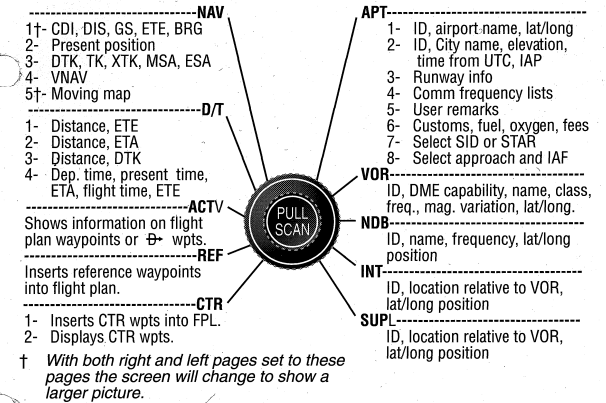 NAV
1†- CDI, DIS, GS, ETE, BRG
2- Present position
3- DTK, TK, XTK, MSA, ESA
4- VNAV
5†- Moving map
D/T
1- Distance, ETE
2- Distance, ETA
3- Distance, DTK
4- Dep. time, present time,
ETA, flight time, ETE
ACTV
Shows information on flight
plan waypoints or D wpts.
REF
Inserts reference waypoints
into flight plan.
CTR
1- Inserts CTR wpts into FPL.
2- Displays CTR wpts.
PULL
SCAN
APT
1- ID, airport name, lat/long
2- ID, City name, elevation,
time from UTC, IAP
3- Runway info
4- Comm frequency lists
5- User remarks
6- Customs, fuel, oxygen, fees
7- Select SID or STAR
8- Select approach and IAF
VOR
ID, DME capability, name, class,
freq., mag. variation, lat/long.
NDB
ID, name, frequency, lat/long
position
INT
ID, location relative to VOR,
lat/long position
SUPL
ID, location relative to VOR,
lat/long position
† With both right and left pages set to these
pages the screen will change to show a
larger picture.